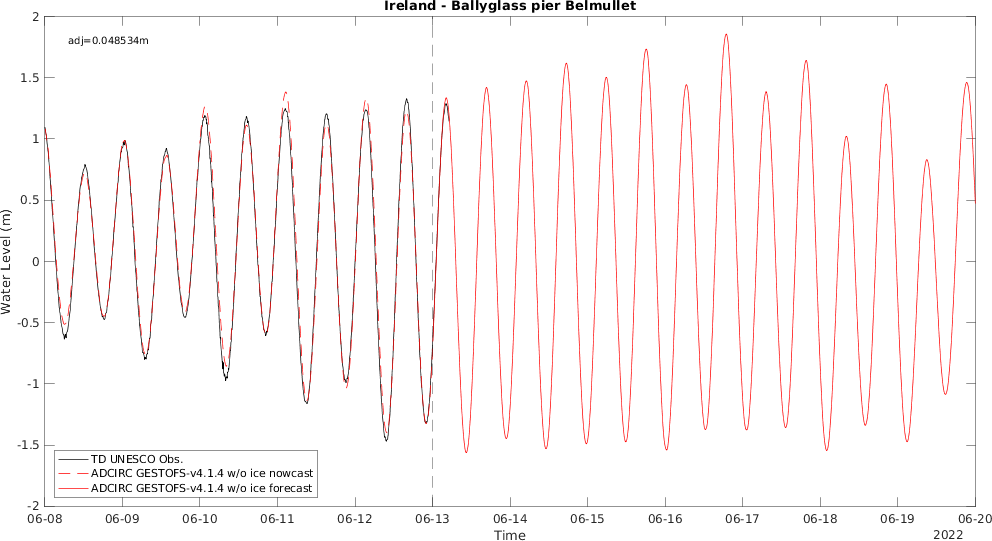 Ireland - Ballyglass pier Belmullet
adj=0.048534m
2
1.5
1
0.5
0
-0.5
-1
-1.5
-2
Water Level (m)
TD UNESCO Obs.
ADCIRC GESTOFS-v4.1.4 w/o ice nowcast
ADCIRC GESTOFS-v4.1.4 w/o ice forecast
06-08 06-09 06-10 06-11 06-12 06-13 06-14 06-15 06-16 06-17 06-18 06-19 06-20
Time
2022